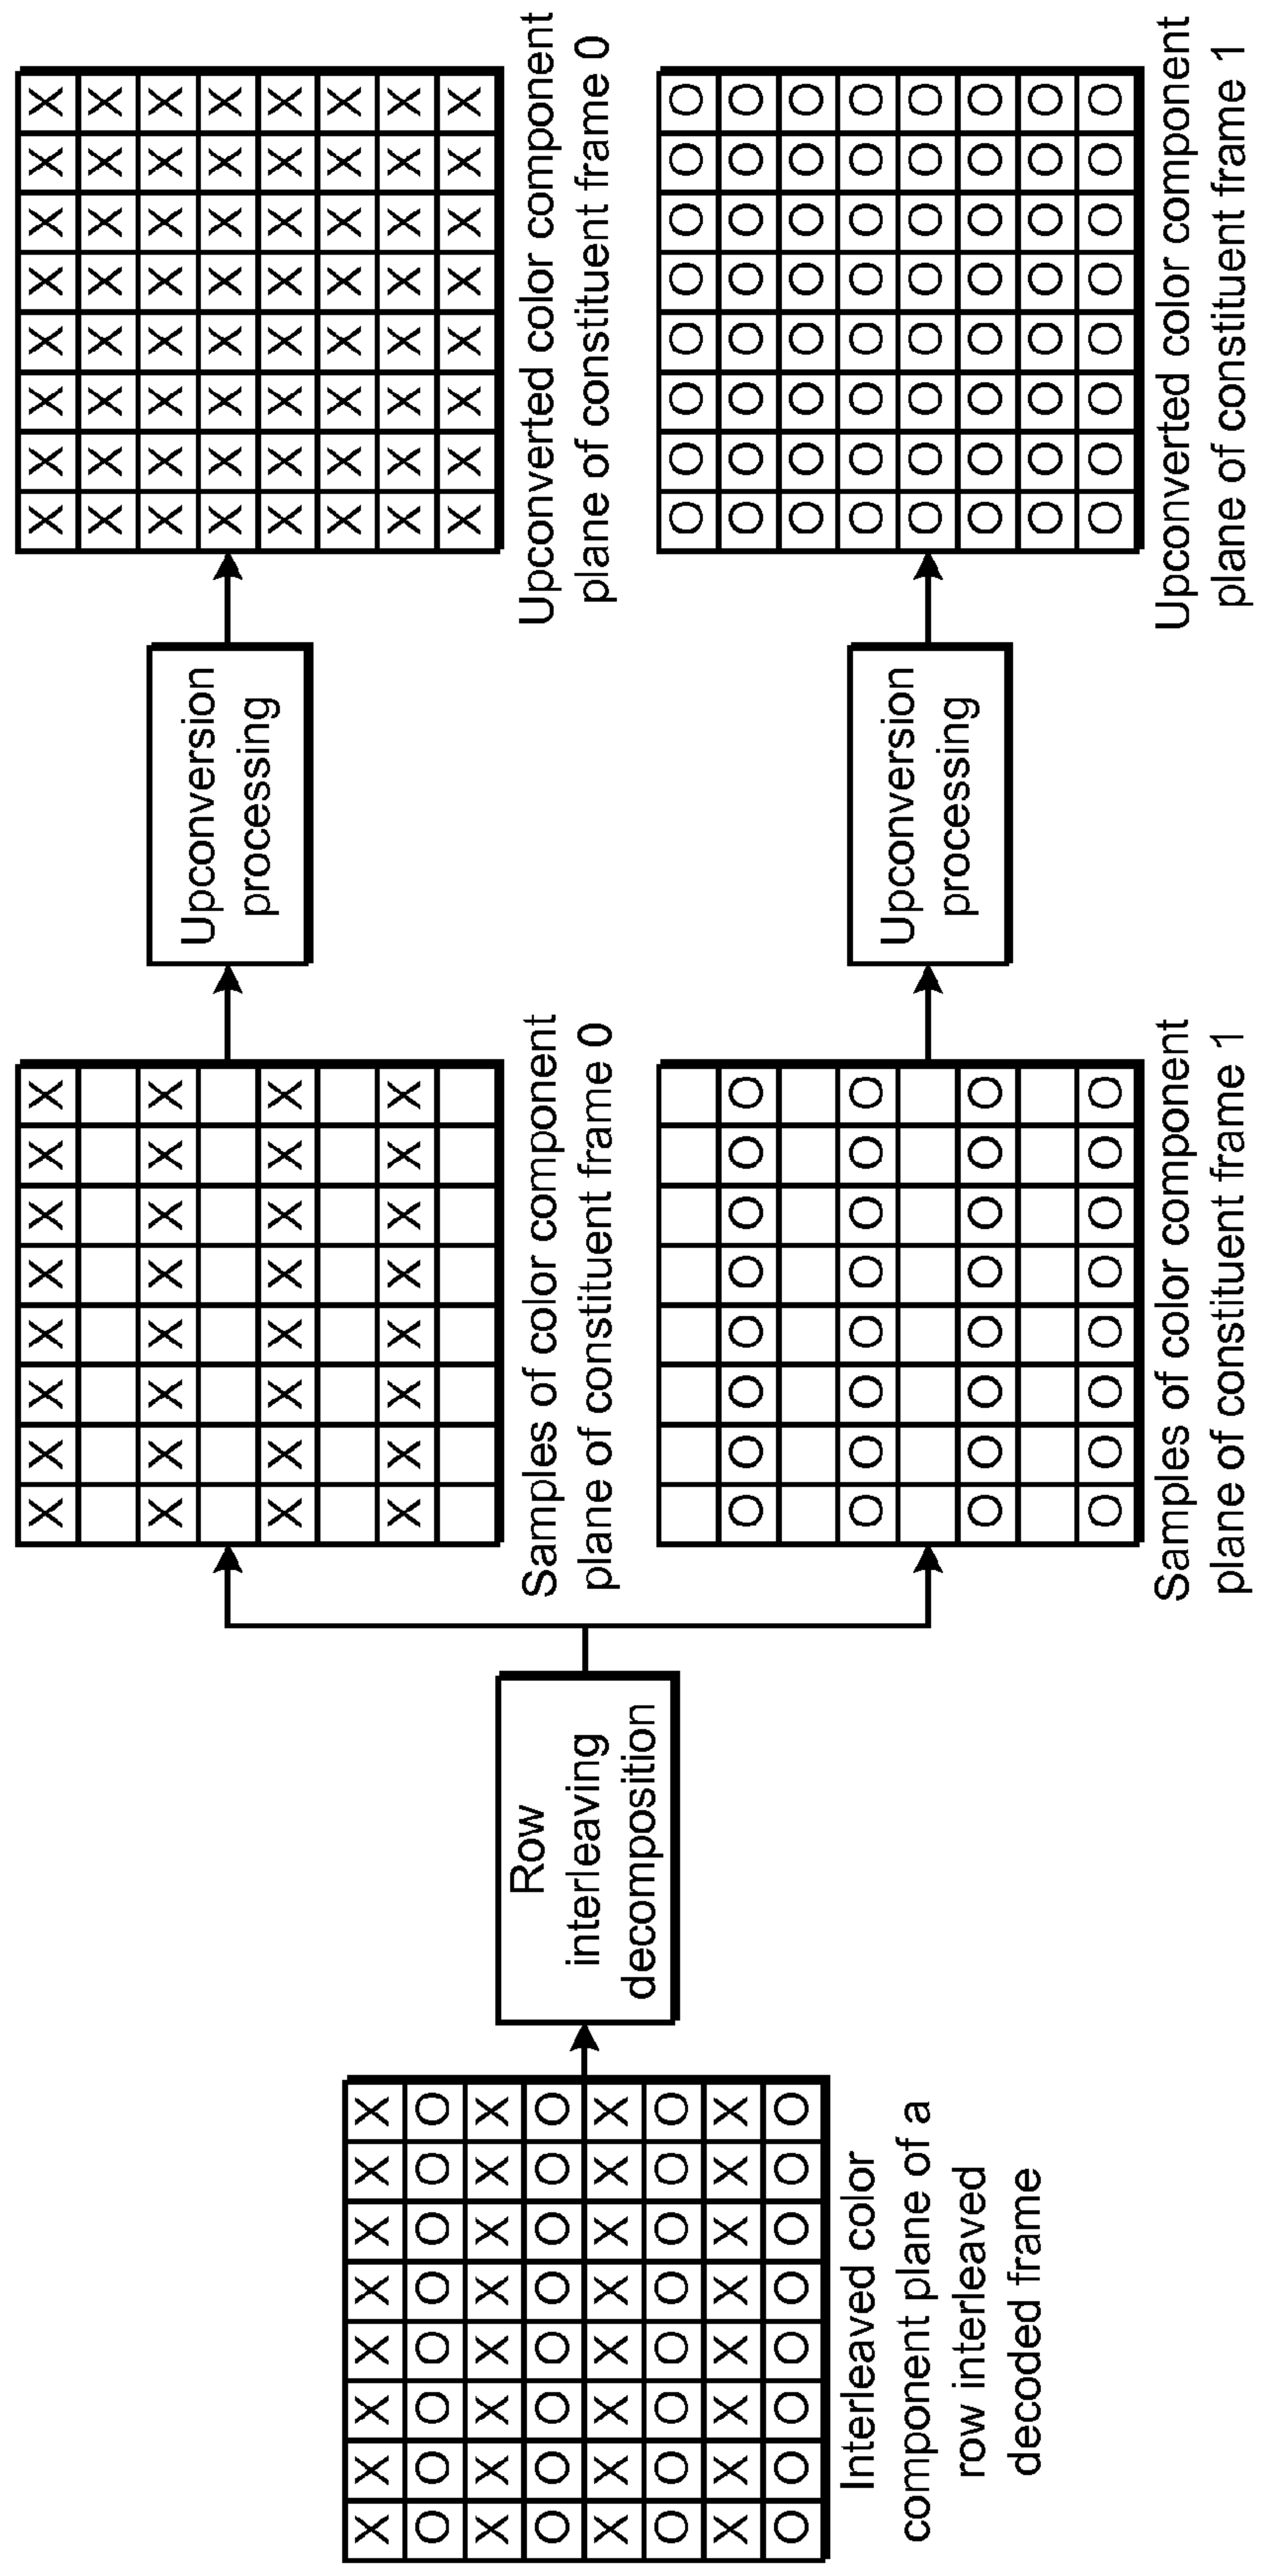 Interleaved color
component plane of a
row interleaved
decoded frame
Row
interleaving
decomposition
Samples of color component
plane of constituent frame 0
Upconversion
processing
Upconverted color component
plane of constituent frame 0
Samples of color component
plane of constituent frame 1
Upconversion
processing
Upconverted color component
plane of constituent frame 1